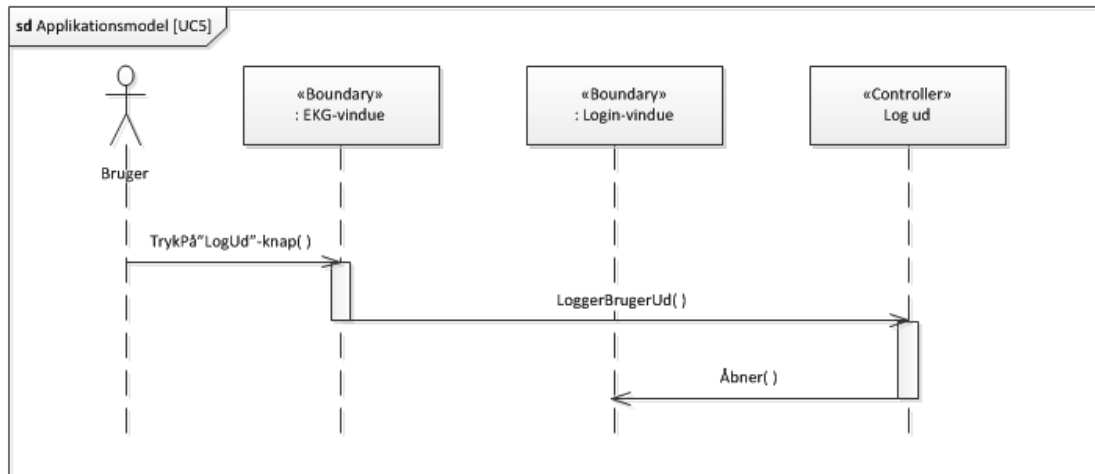 sd Applikationsmodel [UC5]
«Boundary»
: EKG-vindue
«Boundary»
: Login-vindue
«Controller»
Log ud
Bruger
TrykPå"LogUd"-knap( )
LoggerBrugerUd( )
Åbner( )